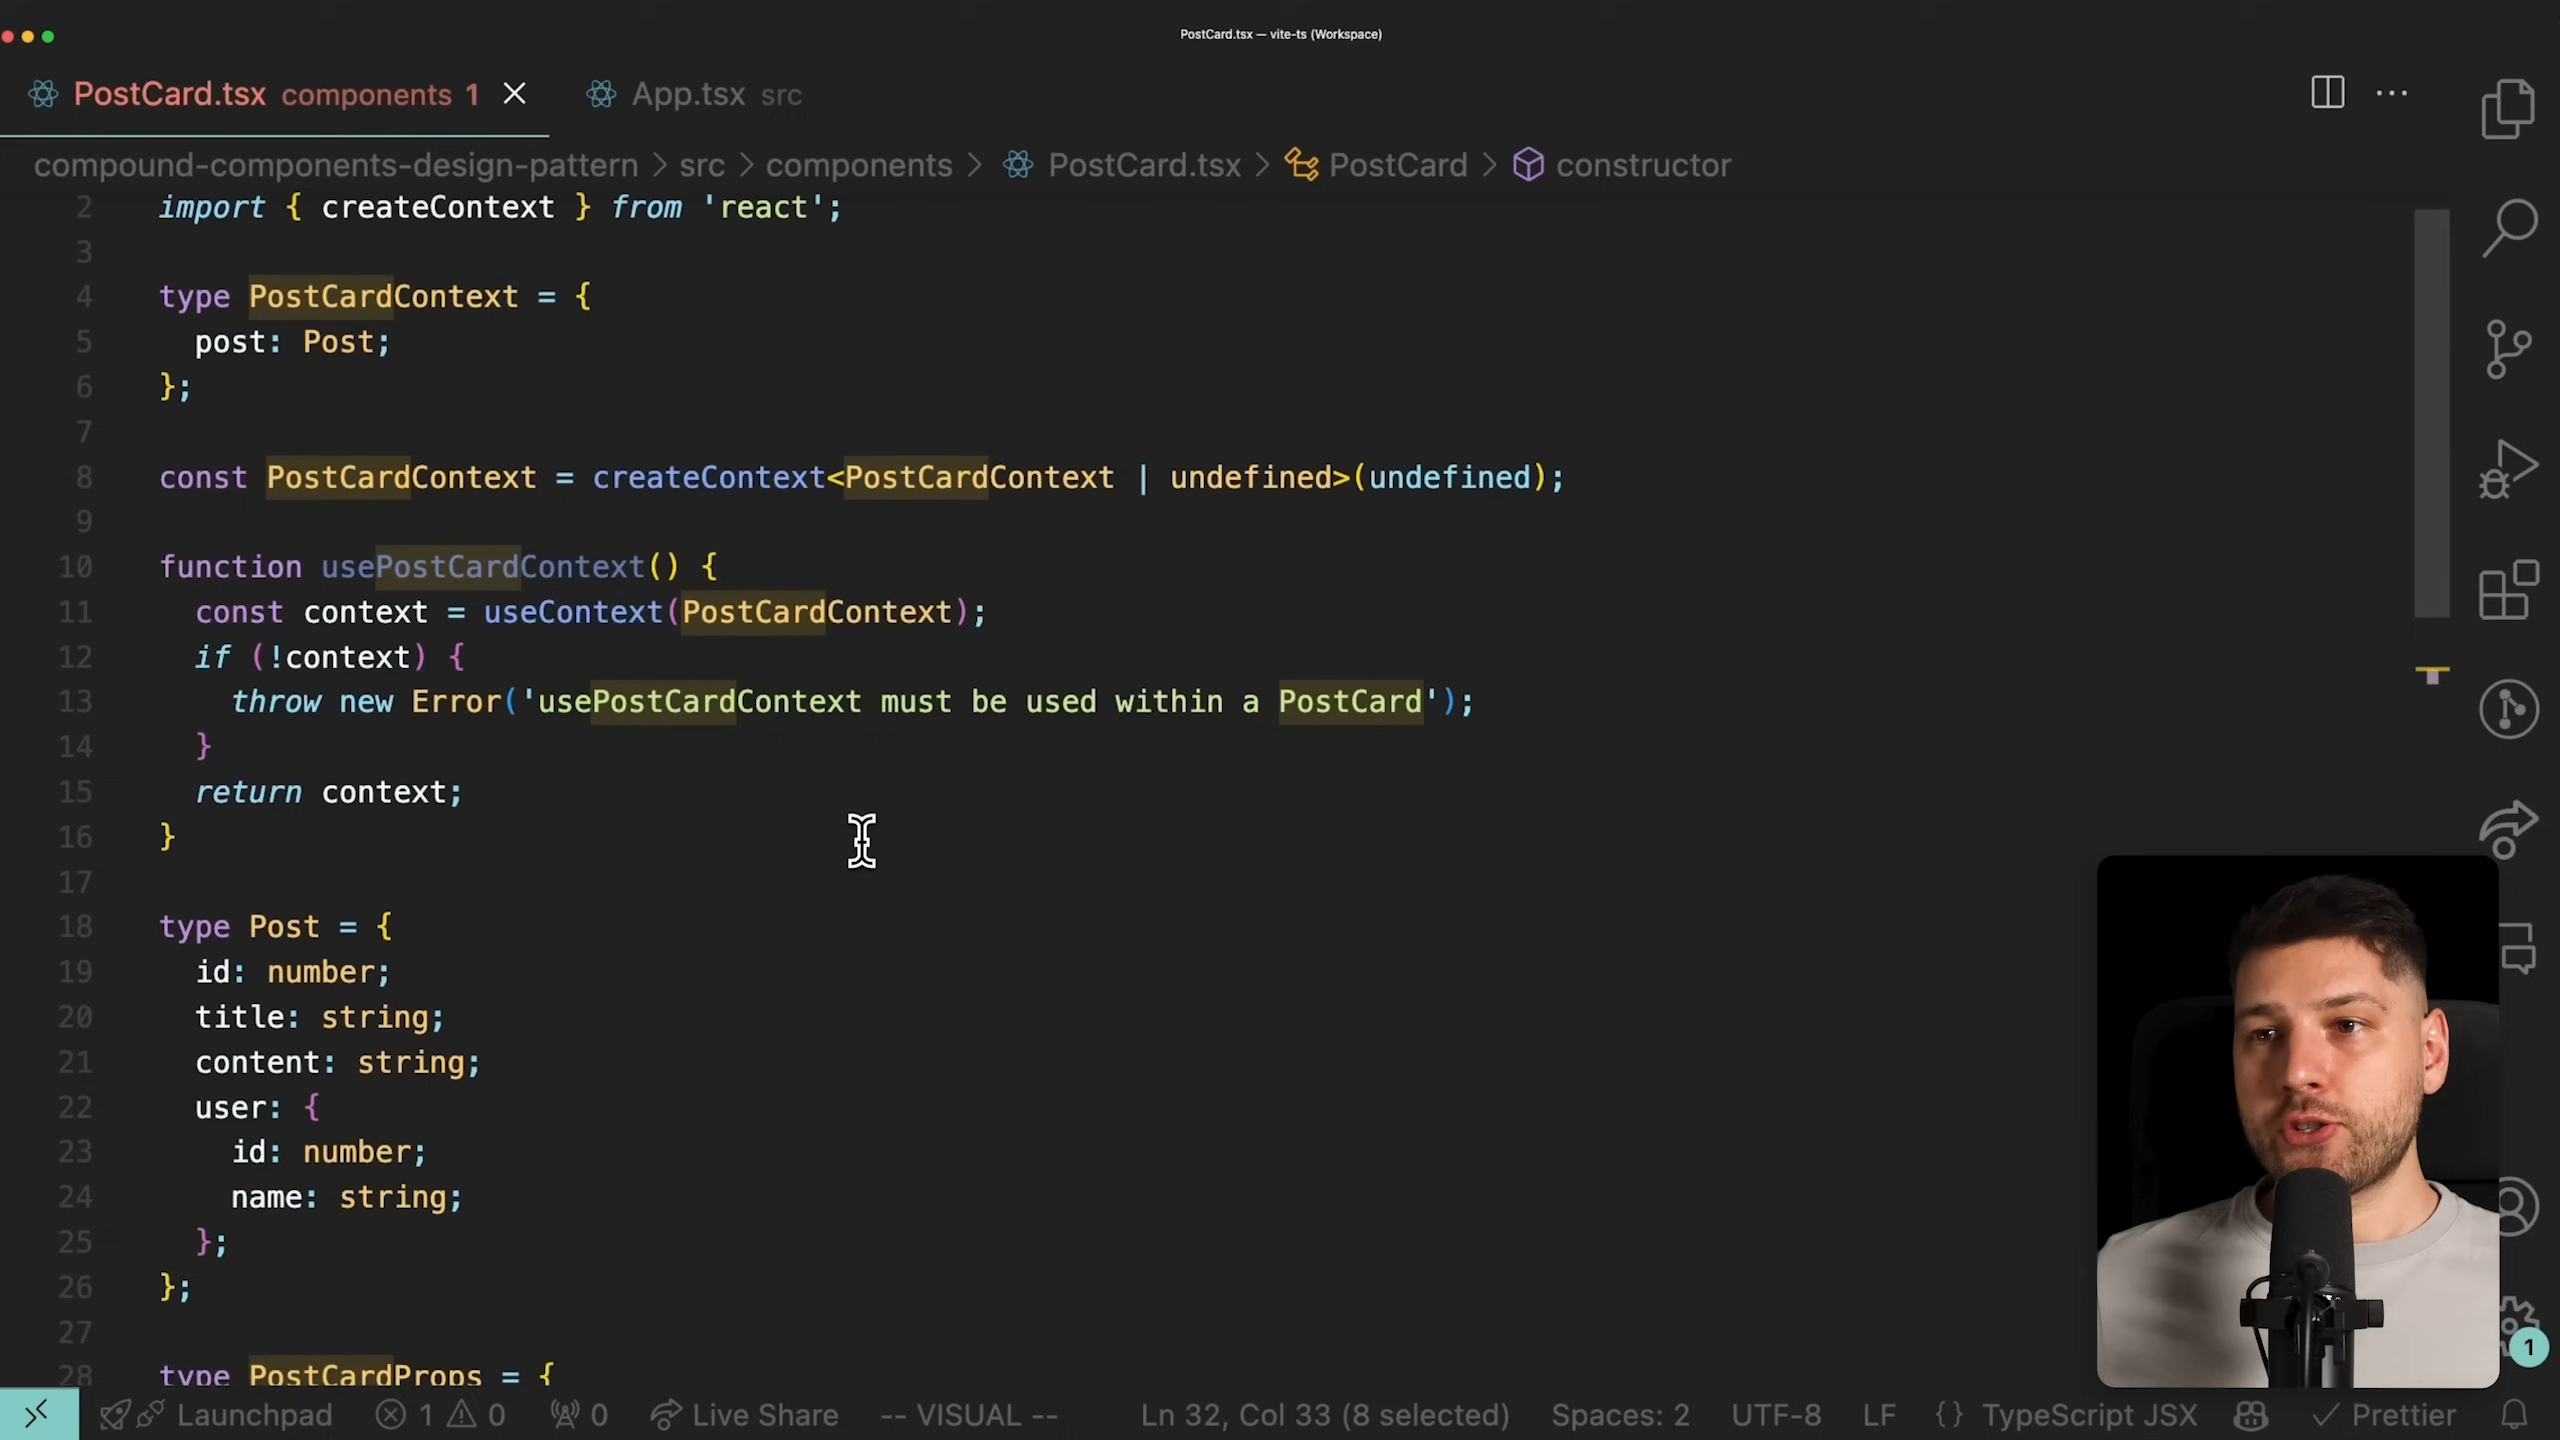 PostCard.tsx — vite-ts (Workspace)
PostCard.tsx components 1 App.tsx src
compound-components-design-pattern > src > components > PostCard.tsx > PostCard > constructor
2 import { createContext } from 'react';
3
4 type PostCardContext = {
5 post: Post;
6 };
7
8 const PostCardContext = createContext<PostCardContext | undefined>(undefined);
9
10 function usePostCardContext() {
11 const context = useContext(PostCardContext);
12 if (!context) {
13 throw new Error('usePostCardContext must be used within a PostCard');
14 }
15 return context;
16 }
17
18 type Post = {
19 id: number;
20 title: string;
21 content: string;
22 user: {
23 id: number;
24 name: string;
25 };
26 };
27
28 type PostCardProps = {
1
Launchpad 1 0 0 Live Share -- VISUAL -- Ln 32, Col 33 (8 selected) Spaces: 2 UTF-8 LF {} TypeScript JSX Prettier